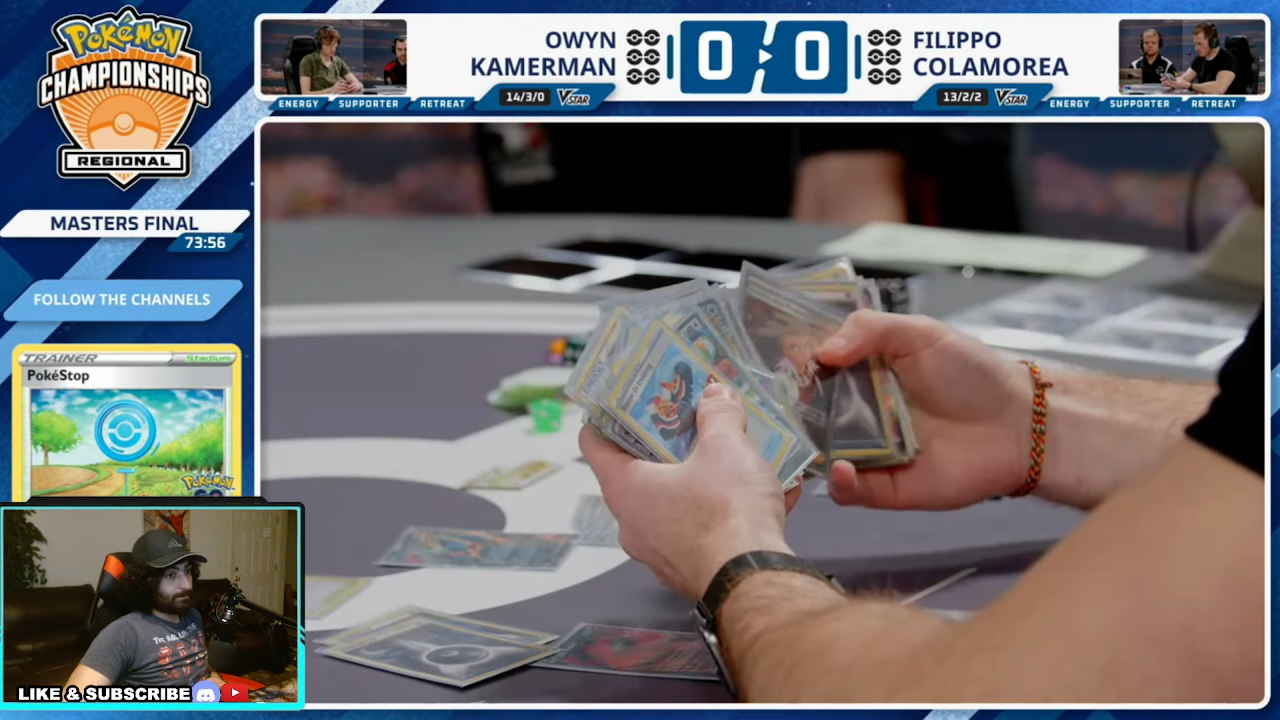 POKéMON
CHAMPIONSHIPS
REGIONAL
OWYN
KAMERMAN
0
0
FILIPPO
COLAMOREA
14/3/0
VSTAR
13/2/2
VSTAR
ENERGY
SUPPORTER
RETREAT
ENERGY
SUPPORTER
RETREAT
MASTERS FINAL
73:56
FOLLOW THE CHANNELS
TRAINER
Stadium
PokéStop
POKéMON
LIKE & SUBSCRIBE